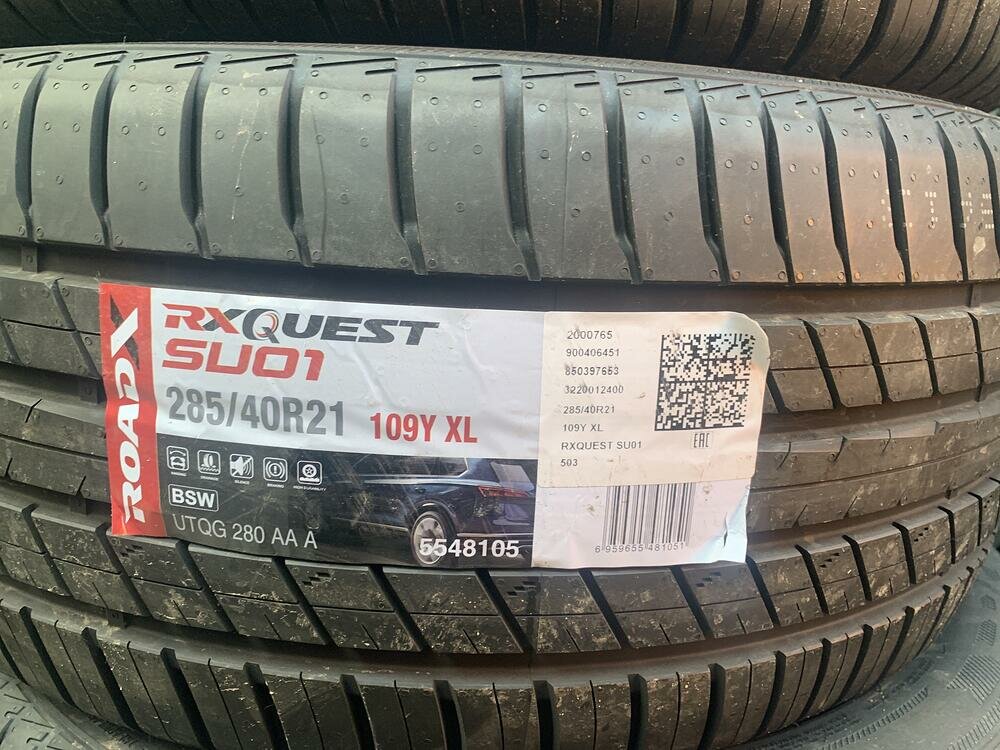 ROADX
RXQUEST
SU01
285/40R21 109Y XL
BSW
UTQG 280 AA A
5548105
2000765
900406451
850397653
3220012400
285/40R21
109Y XL
RXQUEST SU01
503
EAC
6 959655 481051